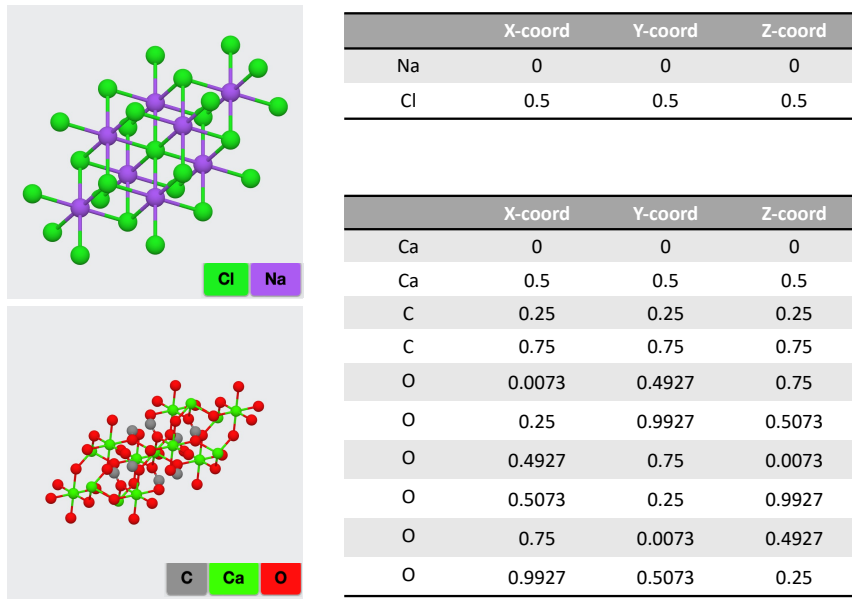 Cl Na
X-coord Y-coord Z-coord
Na 0 0 0
Cl 0.5 0.5 0.5
C Ca O
X-coord Y-coord Z-coord
Ca 0 0 0
Ca 0.5 0.5 0.5
C 0.25 0.25 0.25
C 0.75 0.75 0.75
O 0.0073 0.4927 0.75
O 0.25 0.9927 0.5073
O 0.4927 0.75 0.0073
O 0.5073 0.25 0.9927
O 0.75 0.0073 0.4927
O 0.9927 0.5073 0.25